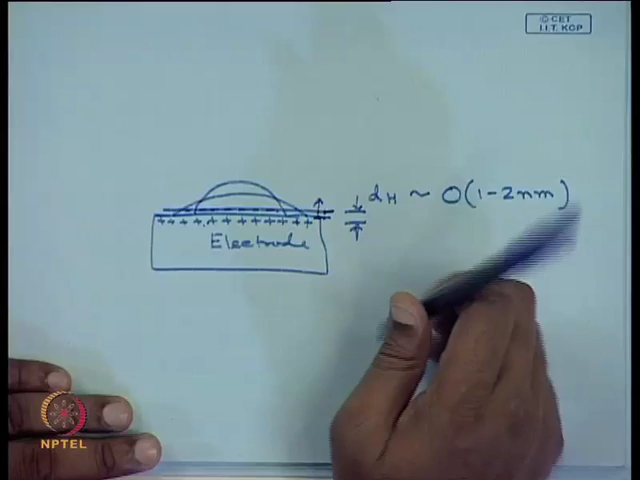 © CET
I.I.T. KGP
dH ~ O(1-2nm)
+ + + + + + + + + + +
Electrode
NPTEL